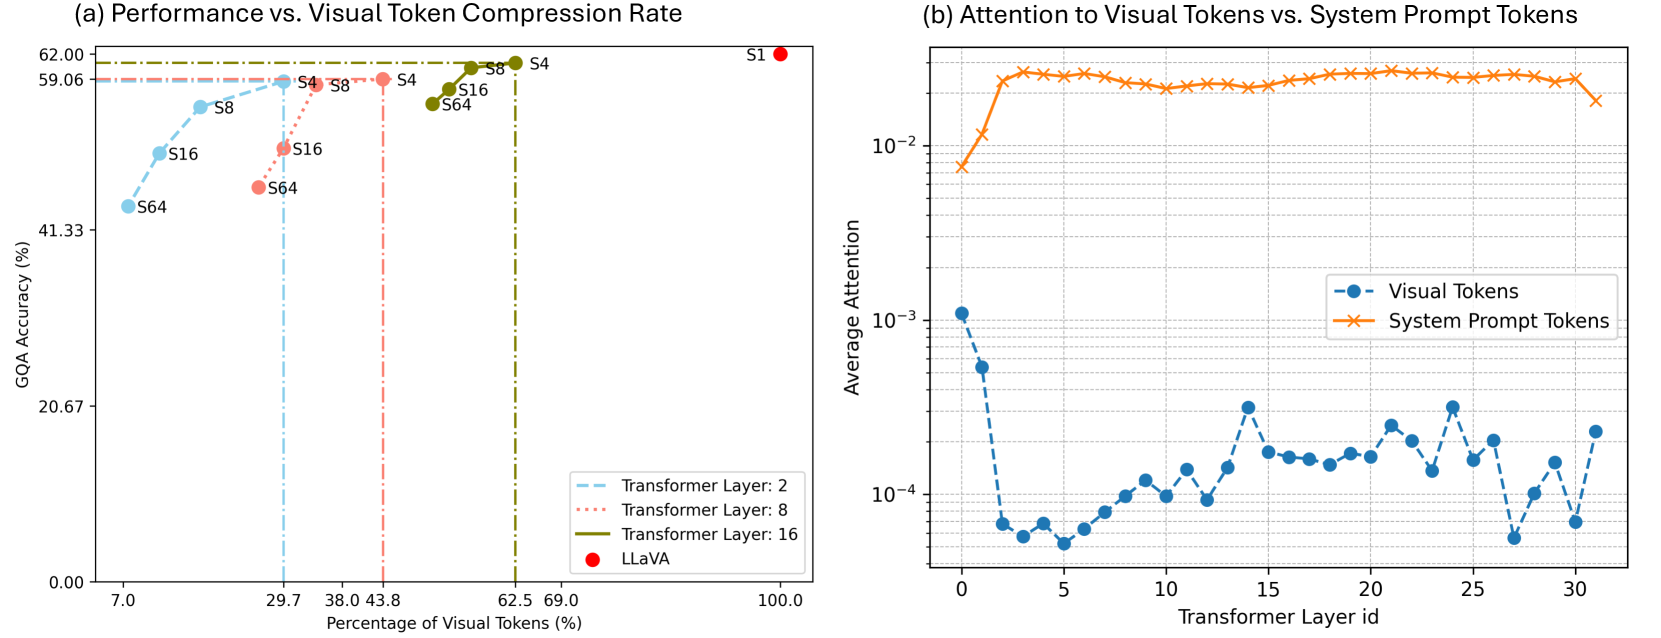 (a) Performance vs. Visual Token Compression Rate
62.00
59.06
41.33
20.67
0.00
GQA Accuracy (%)
S1
S4
S8
S16
S64
S4
S8
S16
S64
S4
S8
S16
S64
Transformer Layer: 2
Transformer Layer: 8
Transformer Layer: 16
LLaVA
7.0 29.7 38.0 43.8 62.5 69.0 100.0
Percentage of Visual Tokens (%)
(b) Attention to Visual Tokens vs. System Prompt Tokens
10⁻²
10⁻³
10⁻⁴
Average Attention
Visual Tokens
System Prompt Tokens
0 5 10 15 20 25 30
Transformer Layer id